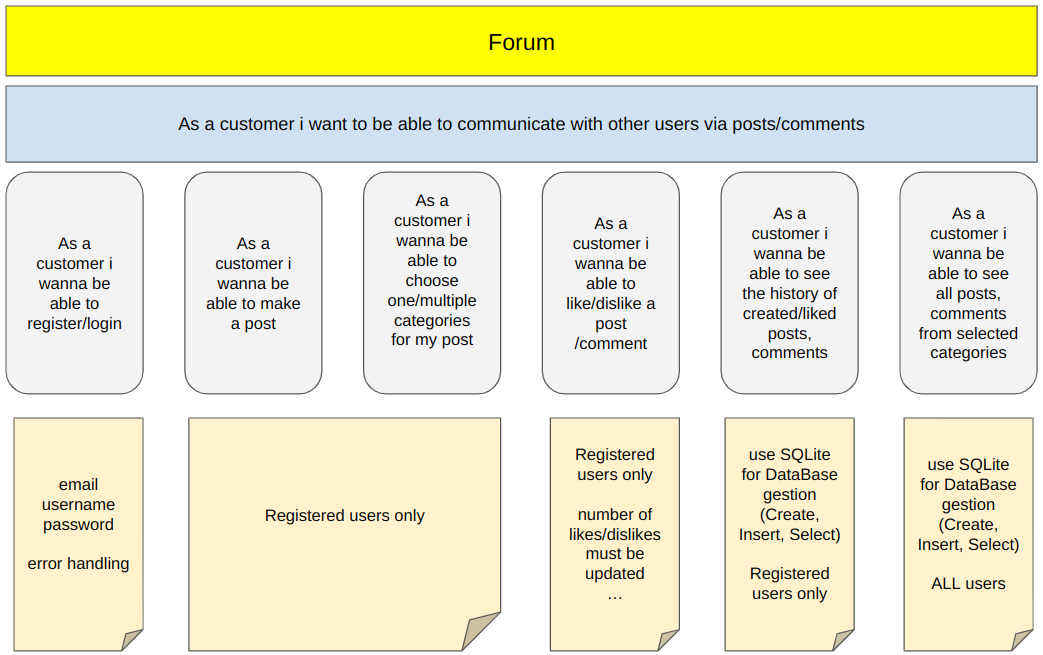 Forum
As a customer i want to be able to communicate with other users via posts/comments
As a
customer i
wanna be
able to
register/login
As a
customer i
wanna be
able to make
a post
As a
customer i
wanna be
able to
choose
one/multiple
categories
for my post
As a
customer i
wanna be
able to
like/dislike a
post
/comment
As a
customer i
wanna be
able to see
the history of
created/liked
posts,
comments
As a
customer i
wanna be
able to see
all posts,
comments
from selected
categories
email
username
password
error handling
Registered users only
Registered
users only
number of
likes/dislikes
must be
updated
…
use SQLite
for DataBase
gestion
(Create,
Insert, Select)
Registered
users only
use SQLite
for DataBase
gestion
(Create,
Insert, Select)
ALL users